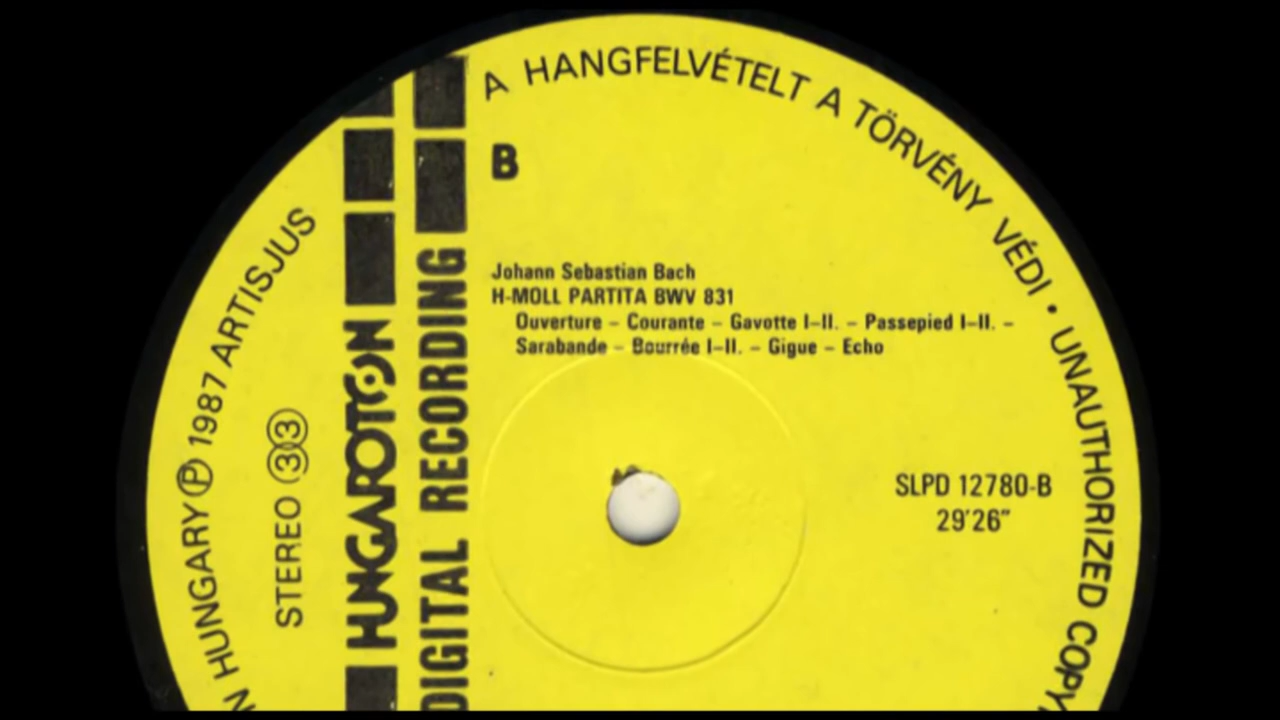 A HANGFELVÉTELT A TÖRVÉNY VÉDI • UNAUTHORIZED
B
Johann Sebastian Bach
H-MOLL PARTITA BWV 831
Ouverture – Courante – Gavotte I–II. – Passepied I–II. –
Sarabande – Bourrée I–II. – Gigue – Echo
SLPD 12780-B
29'26"
HUNGAROTON
DIGITAL RECORDING
STEREO 33
HUNGARY Ⓟ 1987 ARTISJUS